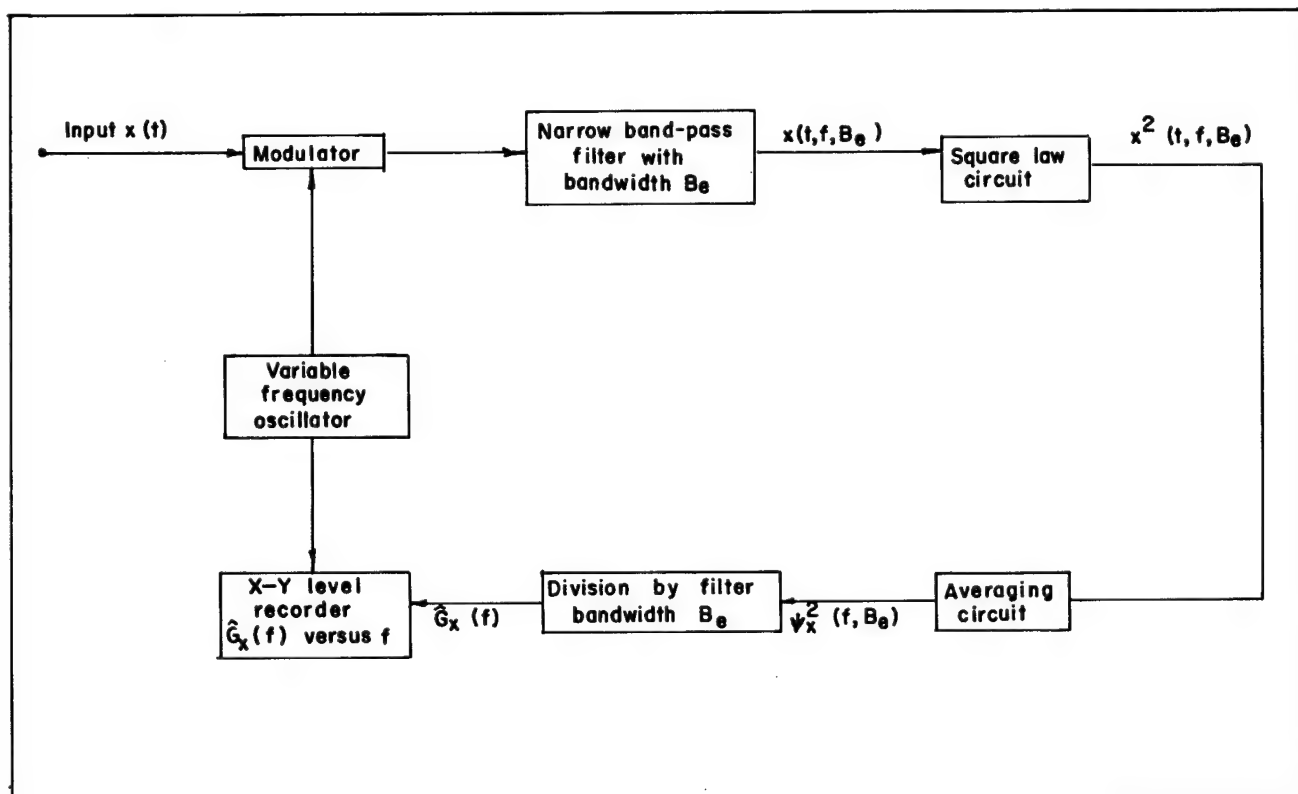 Input x (t)
Modulator
Narrow band-pass
filter with
bandwidth Bₑ
x(t,f,Bₑ)
Square law
circuit
x² (t,f,Bₑ)
Variable
frequency
oscillator
X-Y level
recorder
Ĝₓ(f) versus f
Ĝₓ (f)
Division by filter
bandwidth Bₑ
ψₓ² (f,Bₑ)
Averaging
circuit